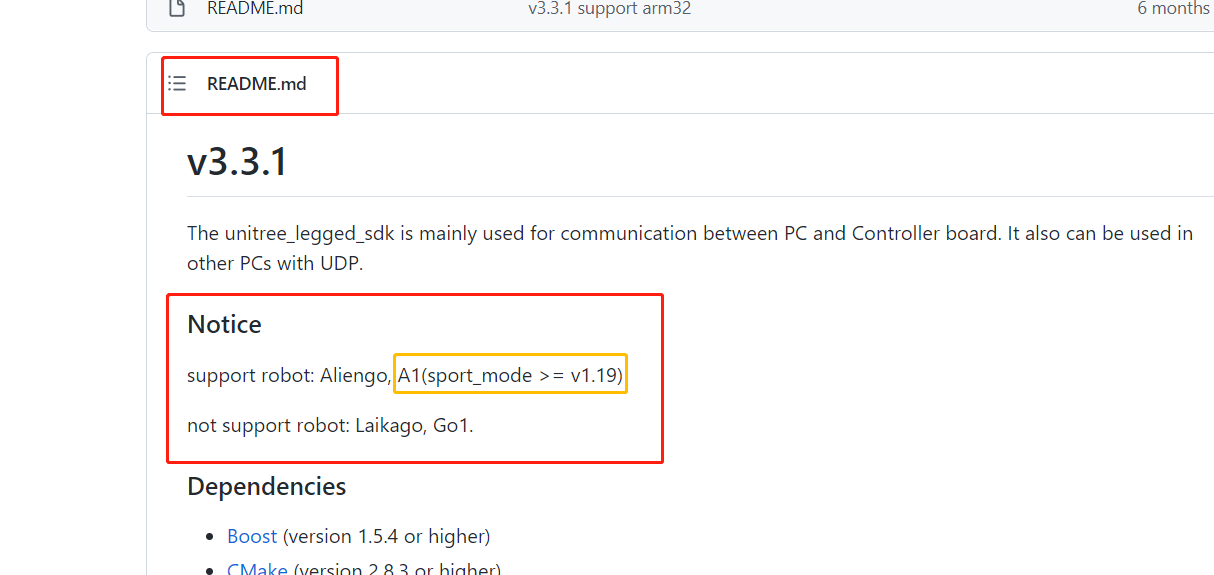 README.md v3.3.1 support arm32 6 months
README.md
v3.3.1
The unitree_legged_sdk is mainly used for communication between PC and Controller board. It also can be used in
other PCs with UDP.
Notice
support robot: Aliengo, A1(sport_mode >= v1.19)
not support robot: Laikago, Go1.
Dependencies
• Boost (version 1.5.4 or higher)
• CMake (version 2.8.3 or higher)